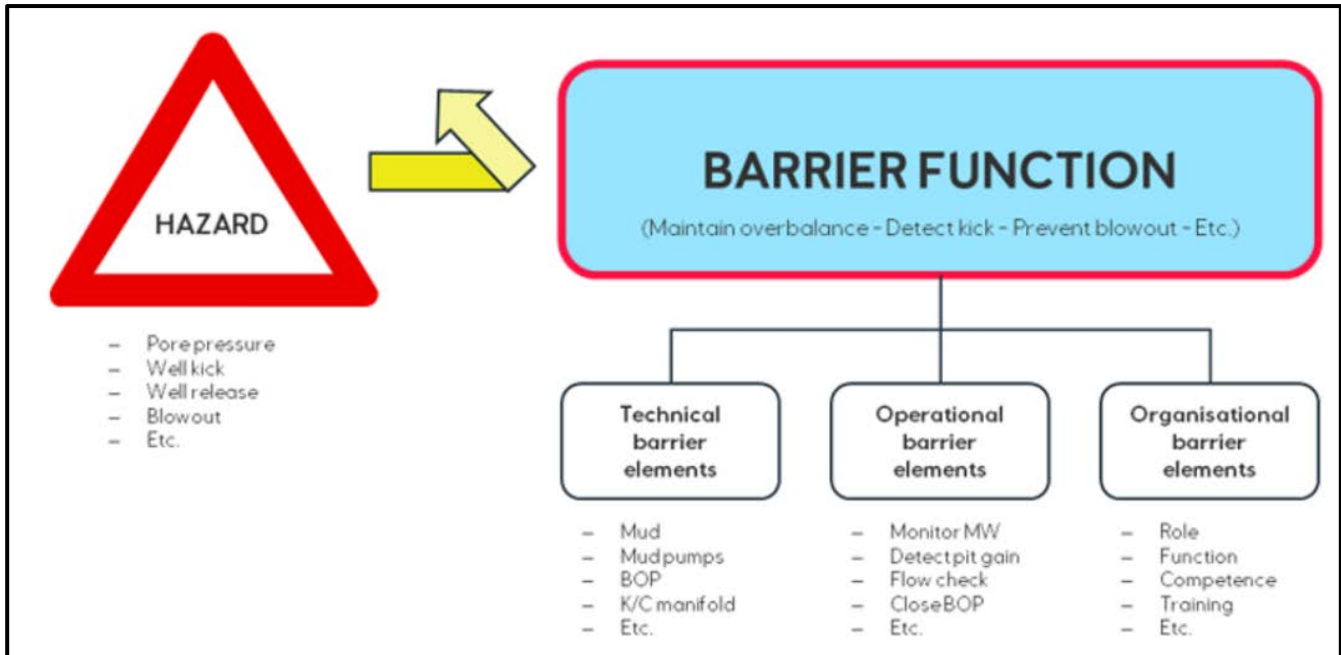 HAZARD
– Pore pressure
– Well kick
– Well release
– Blowout
– Etc.
BARRIER FUNCTION
(Maintain overbalance – Detect kick – Prevent blowout – Etc.)
Technical
barrier
elements
– Mud
– Mud pumps
– BOP
– K/C manifold
– Etc.
Operational
barrier
elements
– Monitor MW
– Detect pit gain
– Flow check
– Close BOP
– Etc.
Organisational
barrier
elements
– Role
– Function
– Competence
– Training
– Etc.